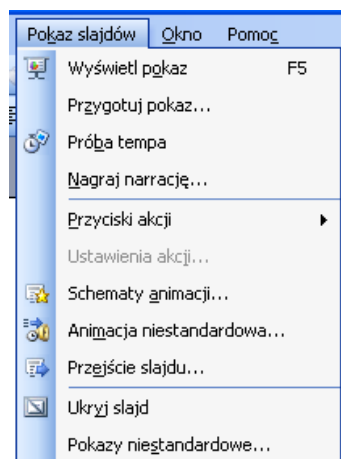 Pokaz slajdów Okno Pomoc
Wyświetl pokaz F5
Przygotuj pokaz...
Próba tempa
Nagraj narrację...
Przyciski akcji
Ustawienia akcji...
Schematy animacji...
Animacja niestandardowa...
Przejście slajdu...
Ukryj slajd
Pokazy niestandardowe...